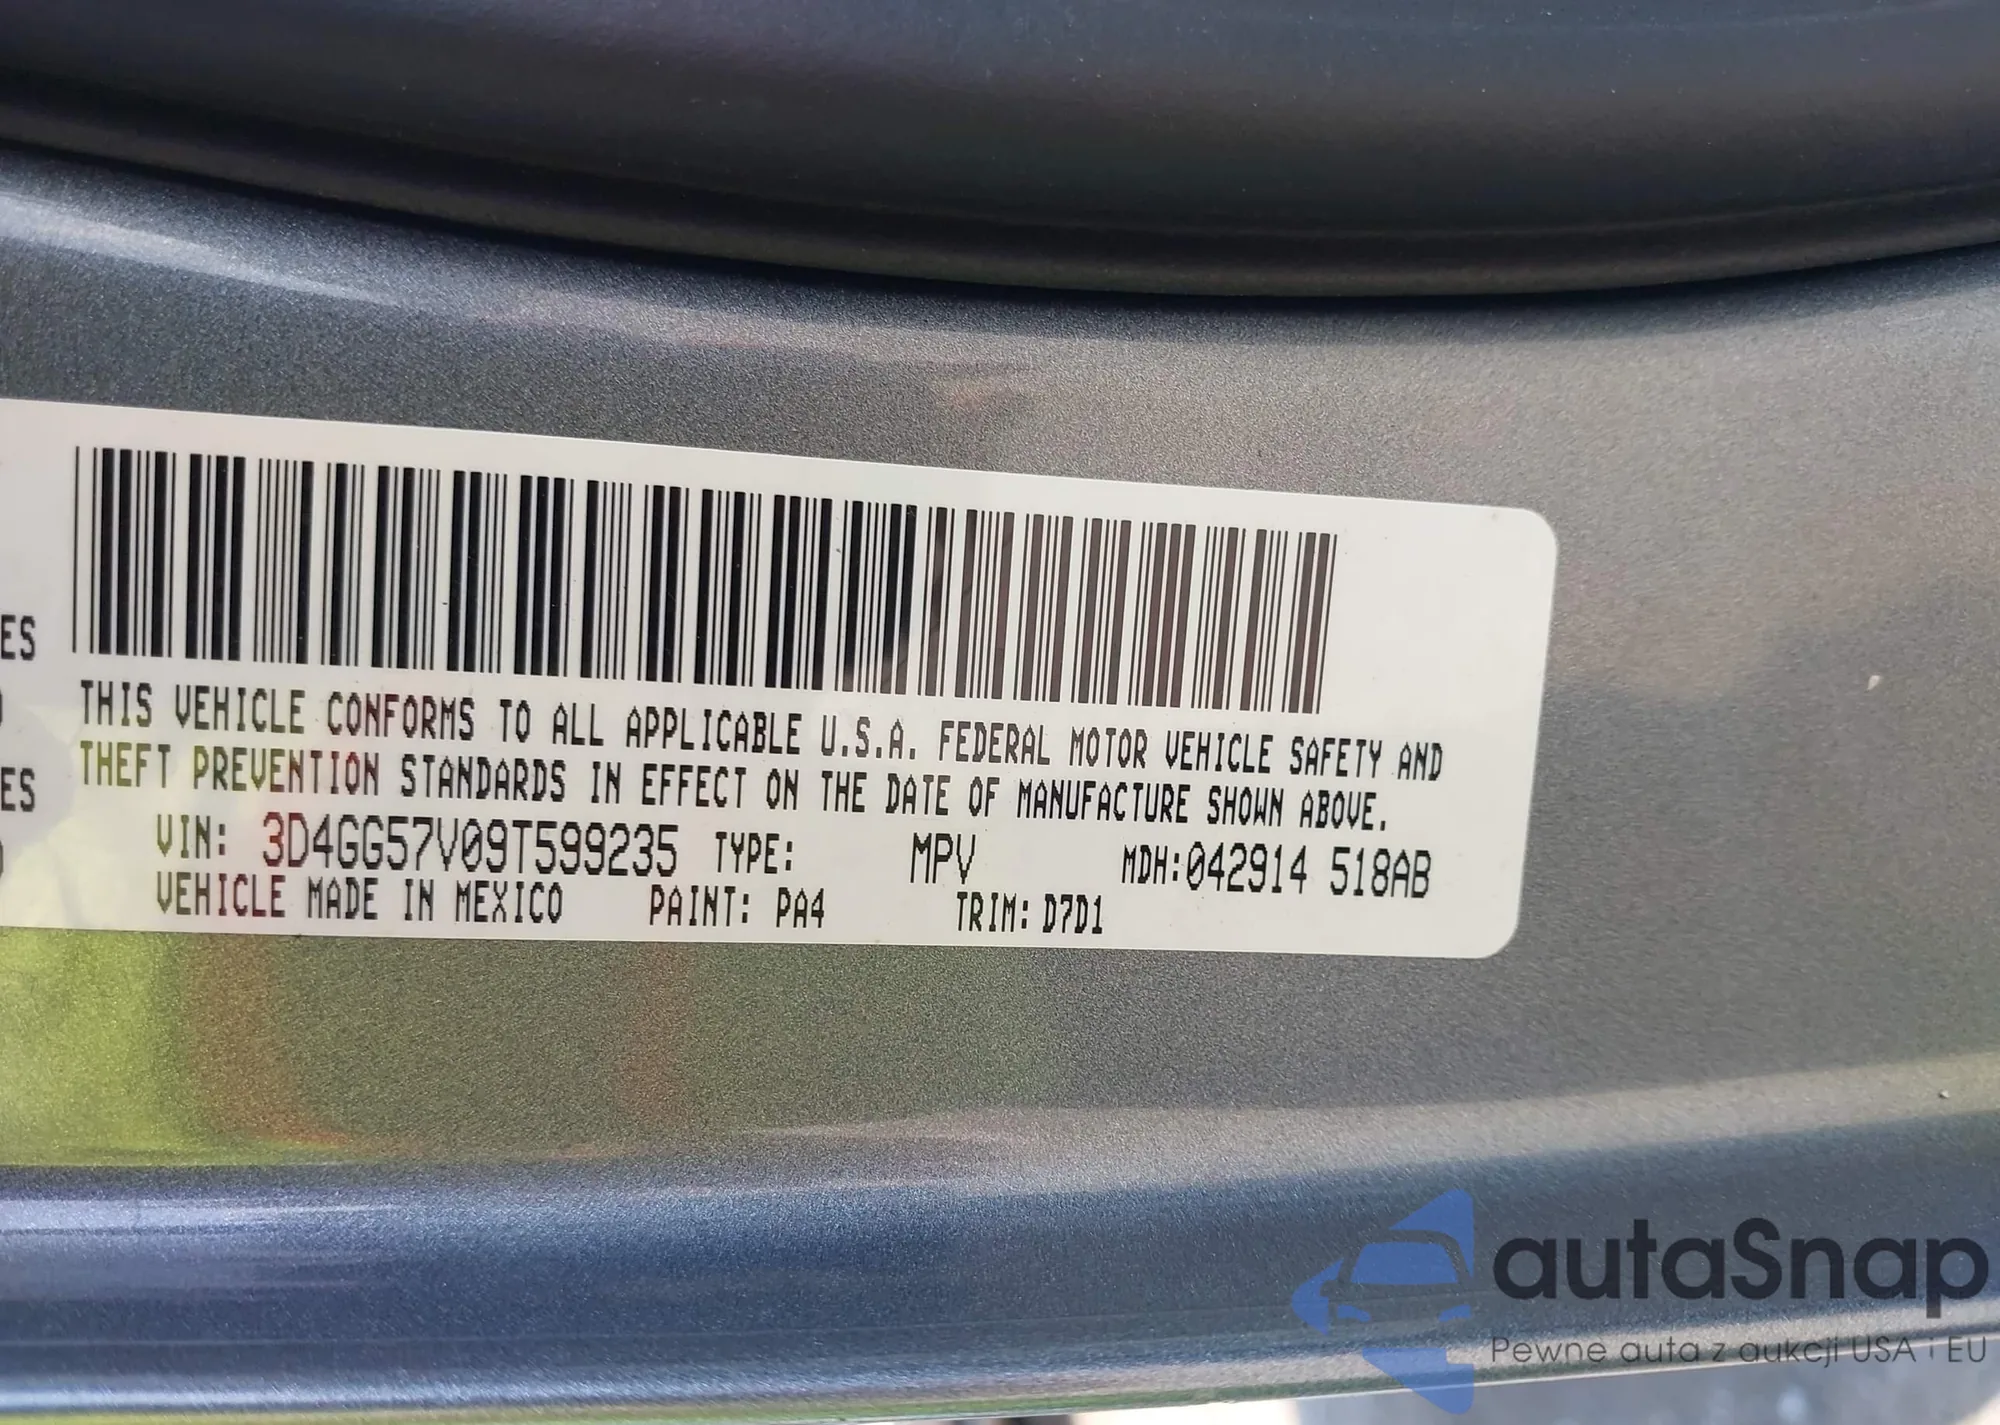 ES
THIS VEHICLE CONFORMS TO ALL APPLICABLE U.S.A. FEDERAL MOTOR VEHICLE SAFETY AND
THEFT PREVENTION STANDARDS IN EFFECT ON THE DATE OF MANUFACTURE SHOWN ABOVE.
ES
VIN: 3D4GG57V09T599235 TYPE: MPV MDH:042914 518AB
VEHICLE MADE IN MEXICO PAINT: PA4 TRIM: D7D1
autaSnap
Pewne auta z aukcji USA i EU